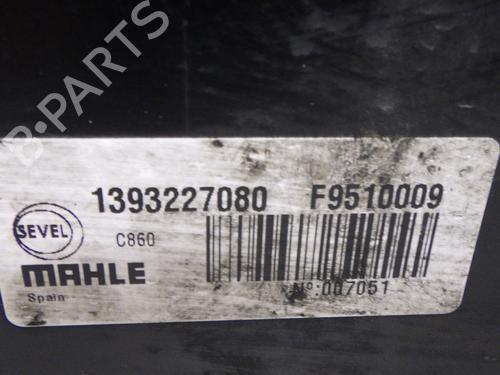 B-PARTS
1393227080 F9510009
SEVEL
C860
MAHLE
Spain
Nº:007051